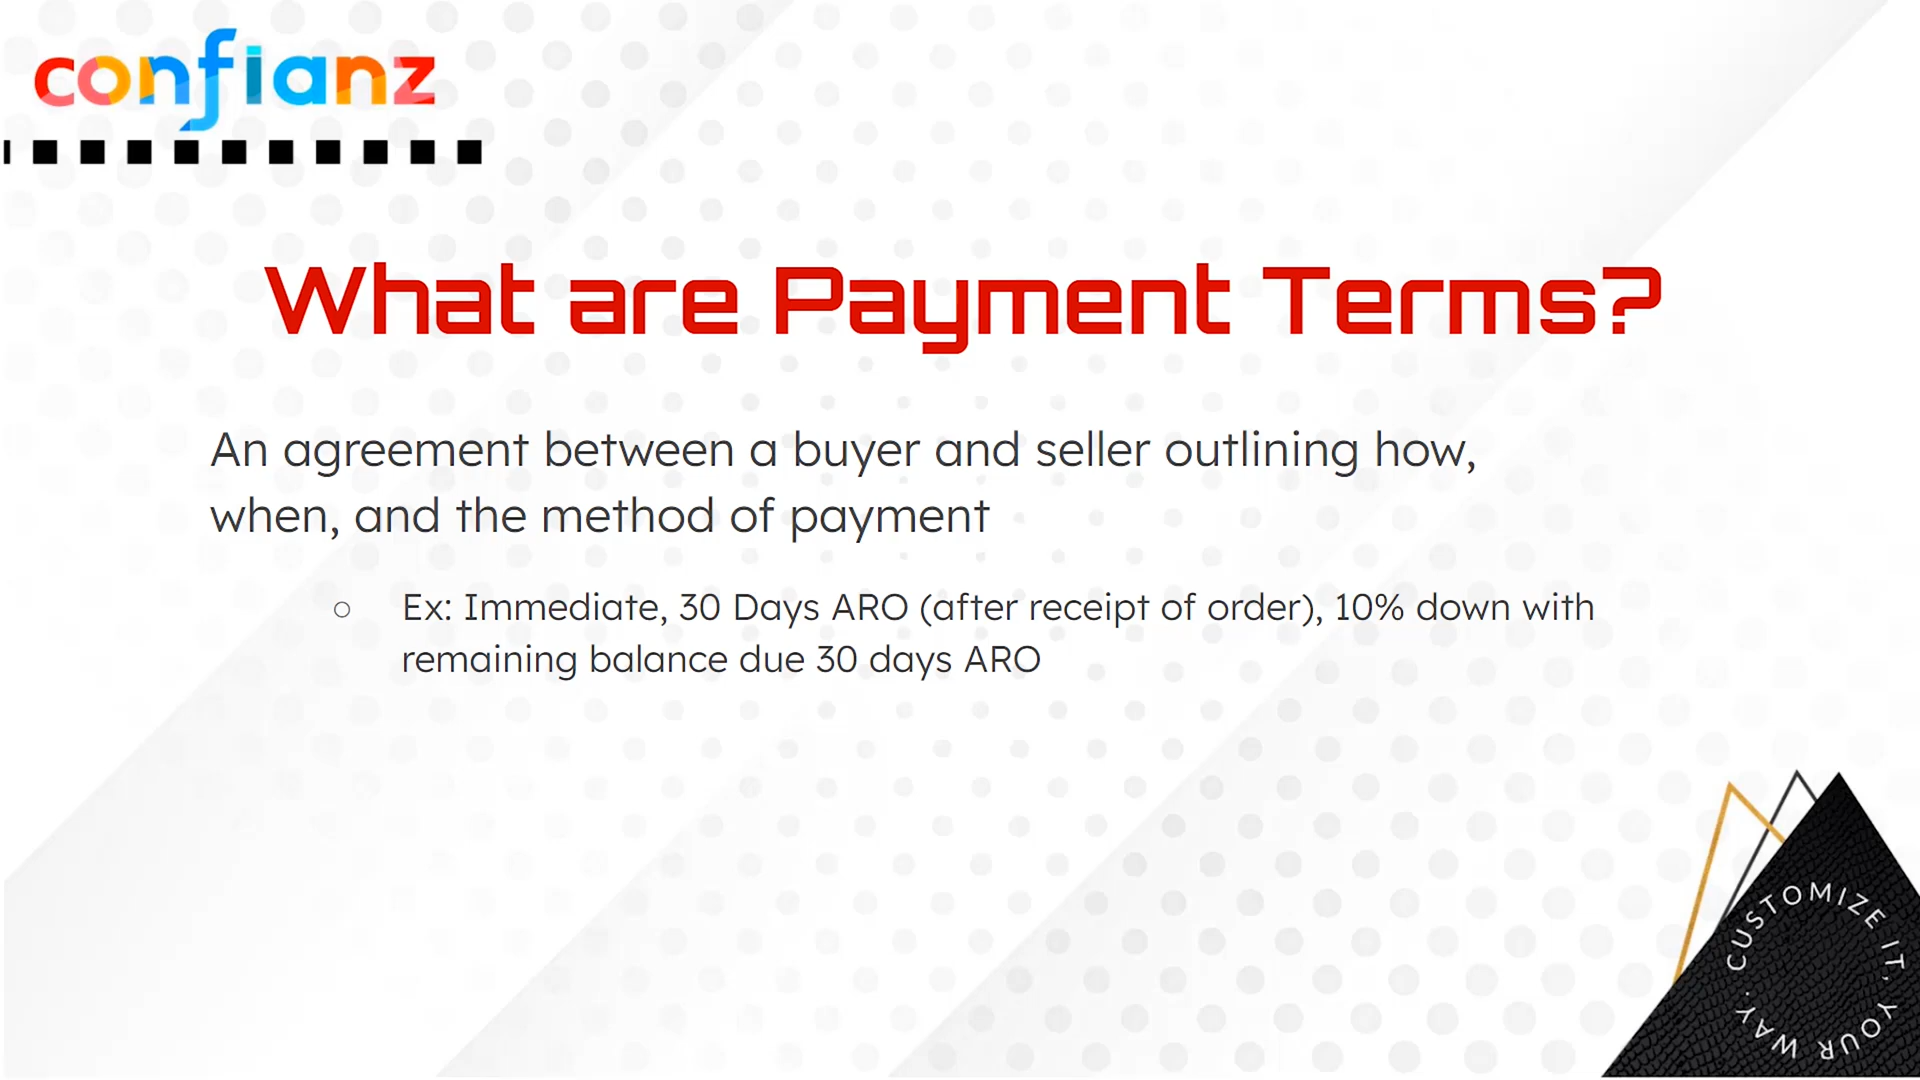 confianz
What are Payment Terms?
An agreement between a buyer and seller outlining how,
when, and the method of payment
○ Ex: Immediate, 30 Days ARO (after receipt of order), 10% down with
remaining balance due 30 days ARO
CUSTOMIZE IT, YOUR WAY.